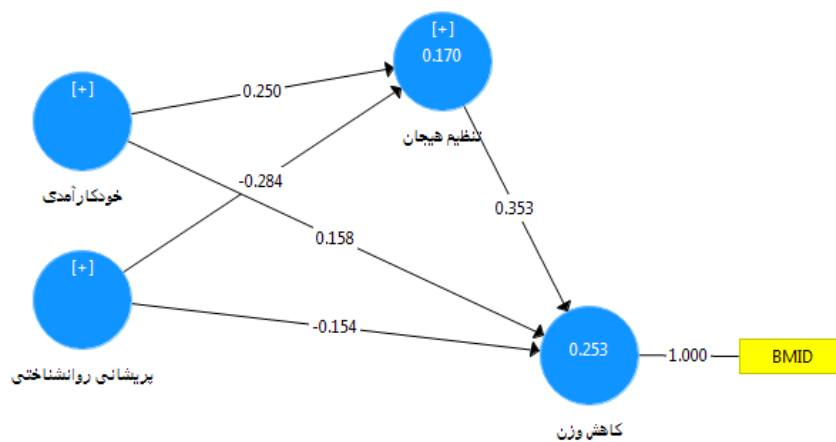 [+]
0.170
تنظیم هیجان
[+]
خودکارآمدی
0.250
-0.284
0.158
0.353
[+]
پریشانی روانشناختی
-0.154
0.253
کاهش وزن
1.000
BMID